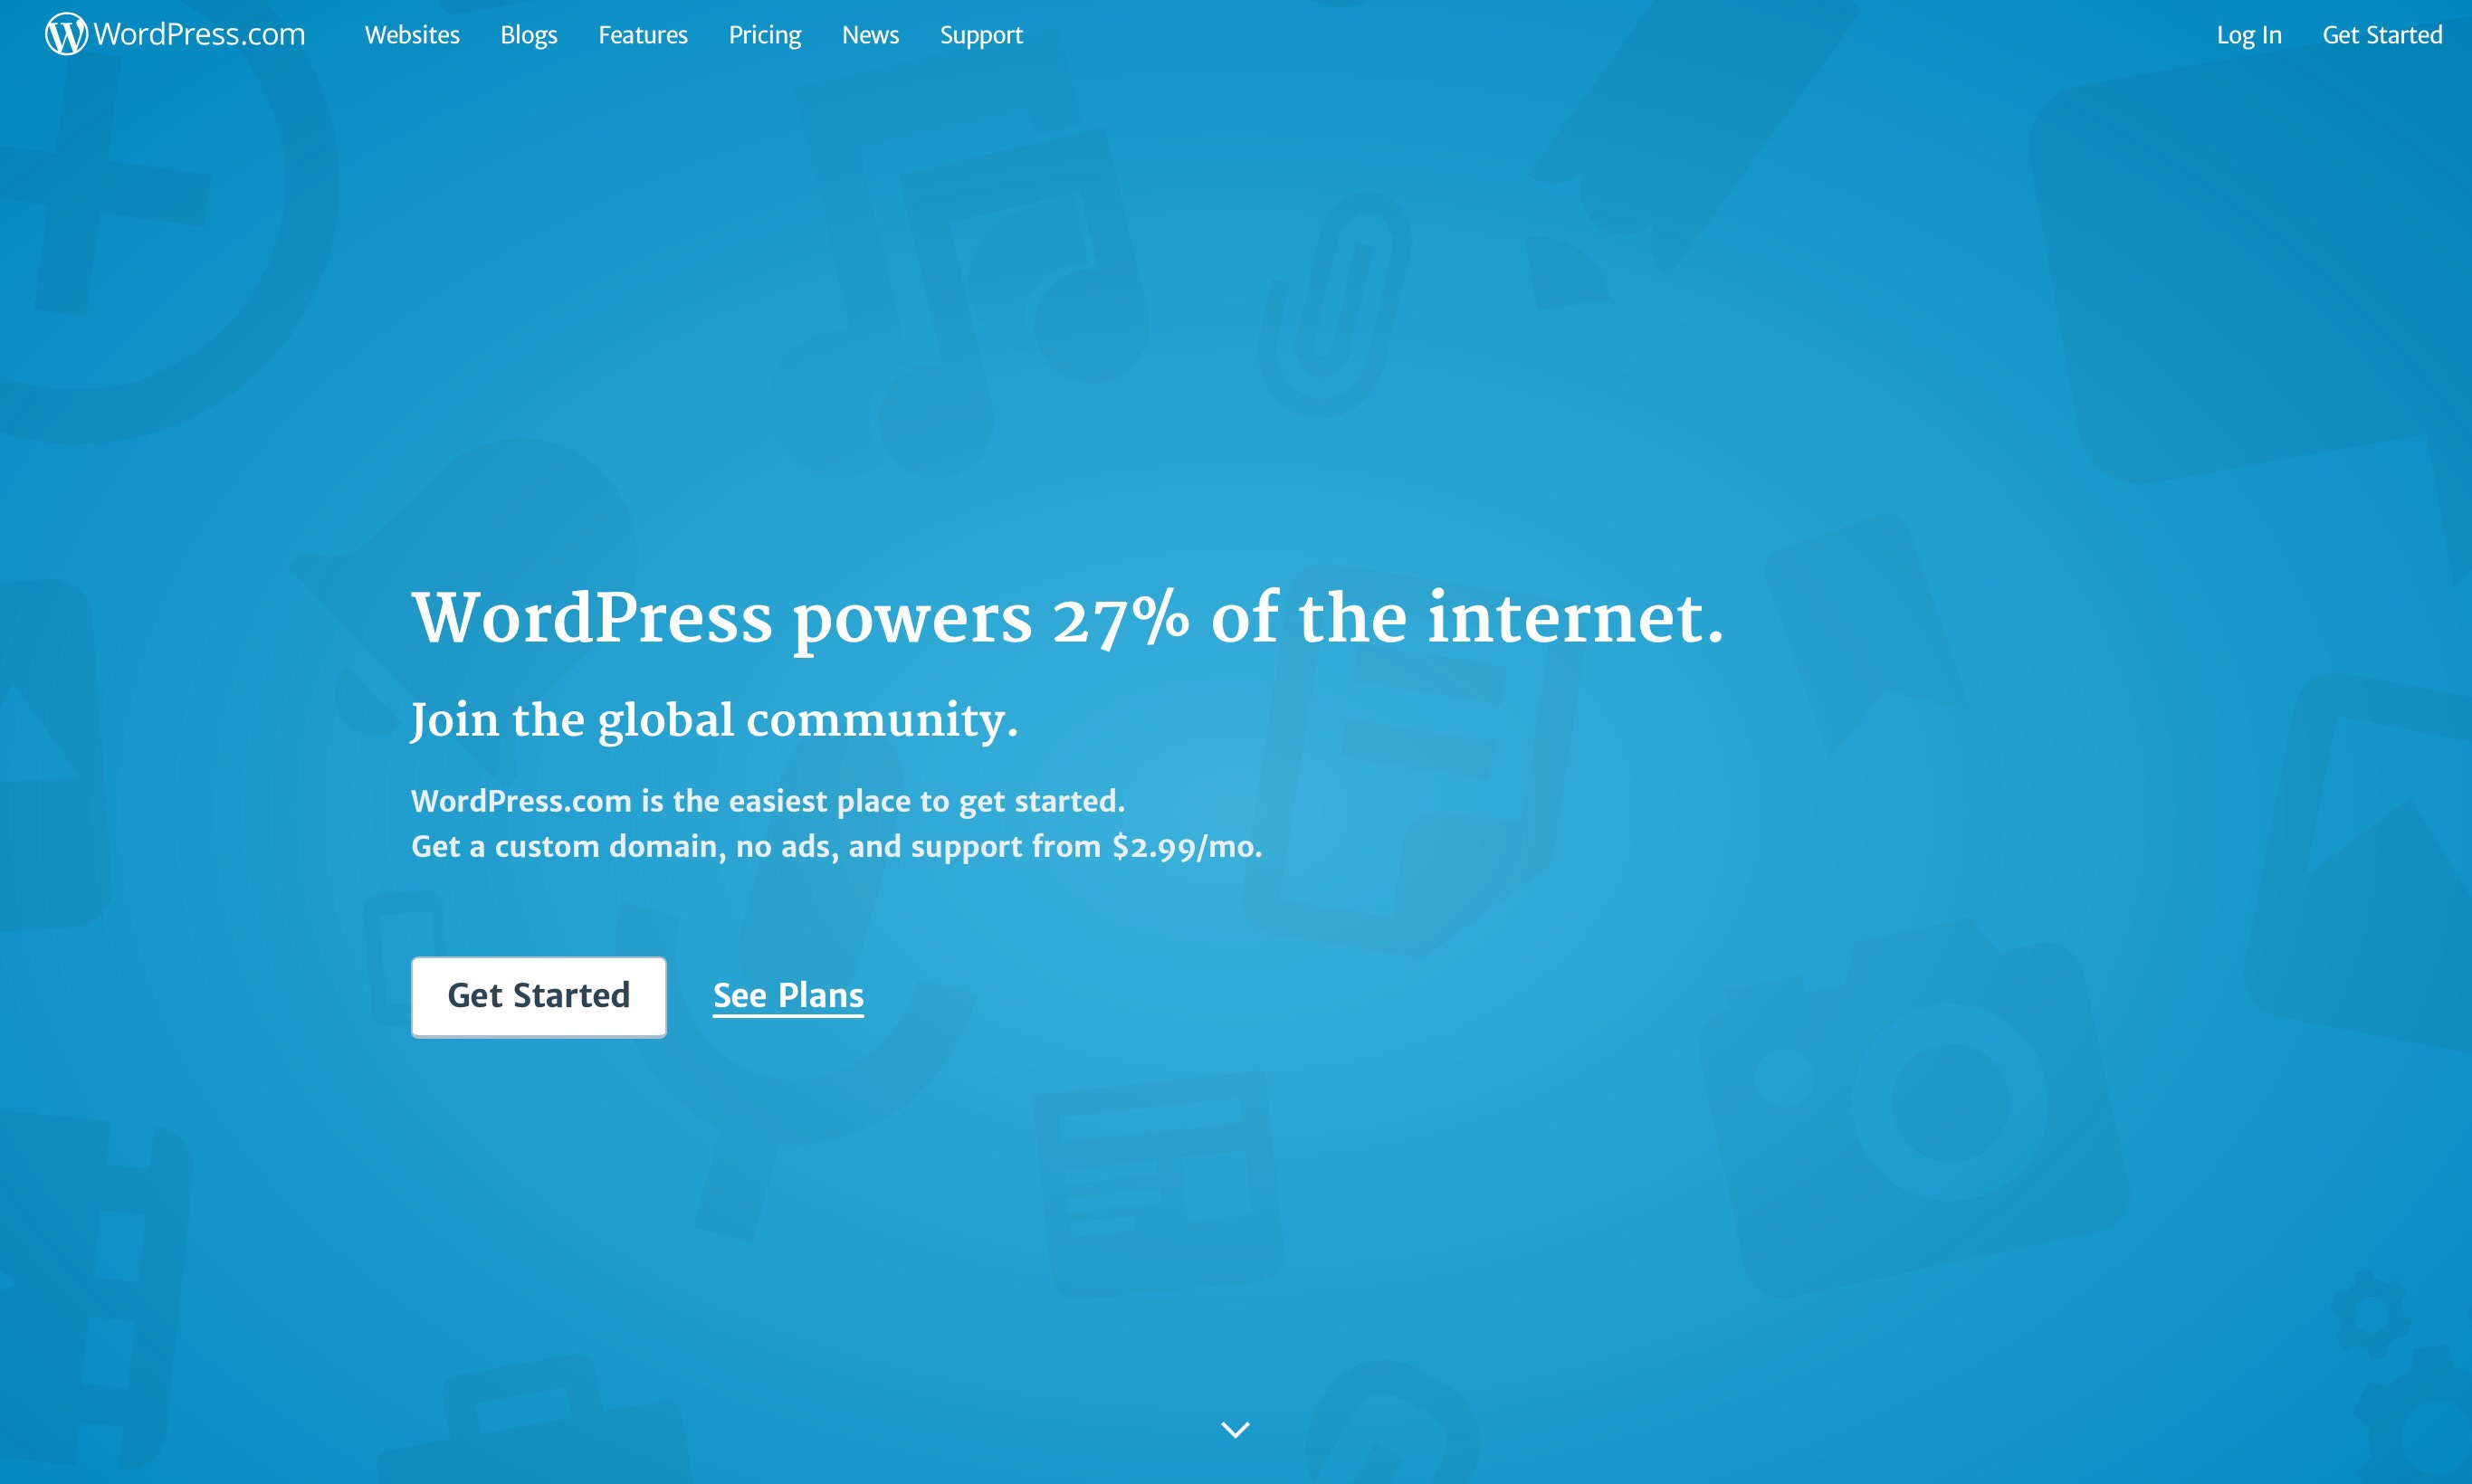 WordPress.com
Websites Blogs Features Pricing News Support
Log In Get Started
WordPress powers 27% of the internet.
Join the global community.
WordPress.com is the easiest place to get started.
Get a custom domain, no ads, and support from $2.99/mo.
Get Started See Plans